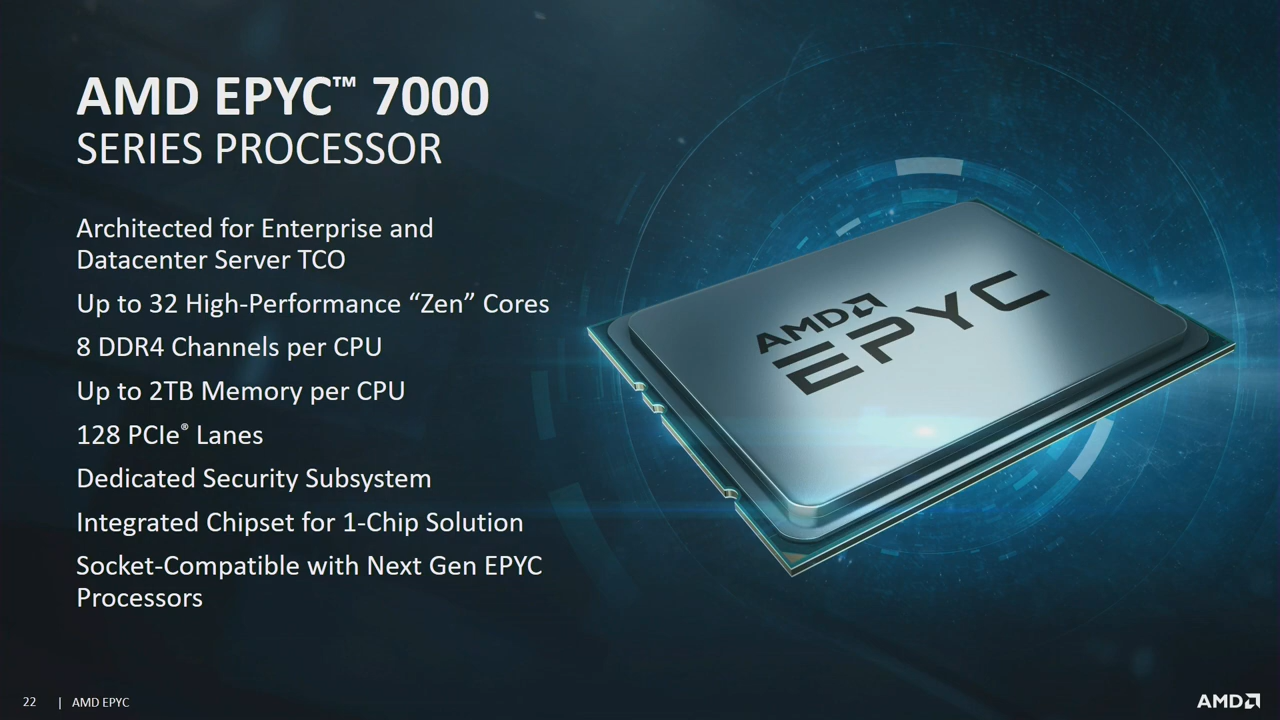 AMD EPYC™ 7000
SERIES PROCESSOR
Architected for Enterprise and
Datacenter Server TCO
Up to 32 High-Performance “Zen” Cores
8 DDR4 Channels per CPU
Up to 2TB Memory per CPU
128 PCIe® Lanes
Dedicated Security Subsystem
Integrated Chipset for 1-Chip Solution
Socket-Compatible with Next Gen EPYC
Processors
AMD
EPYC
22 | AMD EPYC
AMD